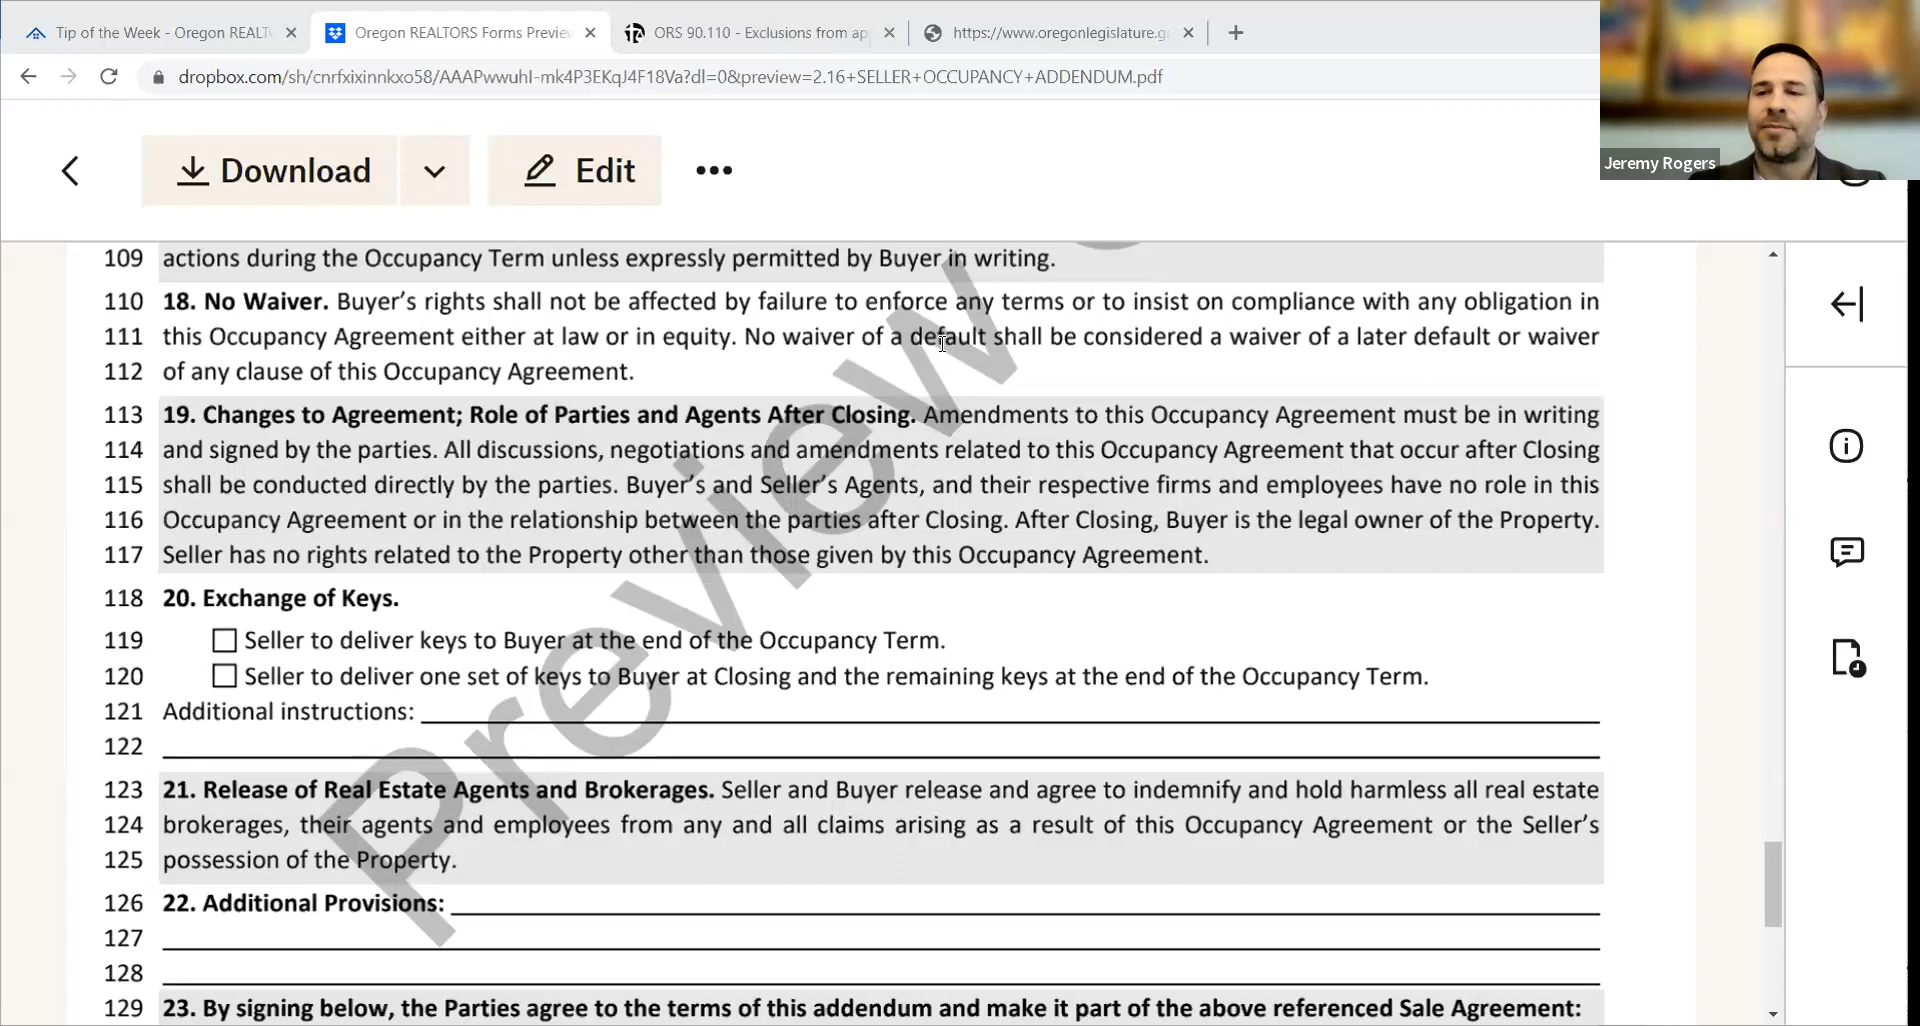 Tip of the Week - Oregon REALT
Oregon REALTORS Forms Preview
ORS 90.110 - Exclusions from ap
https://www.oregonlegislature.g
dropbox.com/sh/cnrfxixinnkxo58/AAAPwwuhI-mk4P3EKqJ4F18Va?dl=0&preview=2.16+SELLER+OCCUPANCY+ADDENDUM.pdf
Jeremy Rogers
Download
Edit
109 actions during the Occupancy Term unless expressly permitted by Buyer in writing.
110 18. No Waiver. Buyer’s rights shall not be affected by failure to enforce any terms or to insist on compliance with any obligation in
111 this Occupancy Agreement either at law or in equity. No waiver of a default shall be considered a waiver of a later default or waiver
112 of any clause of this Occupancy Agreement.
113 19. Changes to Agreement; Role of Parties and Agents After Closing. Amendments to this Occupancy Agreement must be in writing
114 and signed by the parties. All discussions, negotiations and amendments related to this Occupancy Agreement that occur after Closing
115 shall be conducted directly by the parties. Buyer’s and Seller’s Agents, and their respective firms and employees have no role in this
116 Occupancy Agreement or in the relationship between the parties after Closing. After Closing, Buyer is the legal owner of the Property.
117 Seller has no rights related to the Property other than those given by this Occupancy Agreement.
118 20. Exchange of Keys.
119 Seller to deliver keys to Buyer at the end of the Occupancy Term.
120 Seller to deliver one set of keys to Buyer at Closing and the remaining keys at the end of the Occupancy Term.
121 Additional instructions:
122
123 21. Release of Real Estate Agents and Brokerages. Seller and Buyer release and agree to indemnify and hold harmless all real estate
124 brokerages, their agents and employees from any and all claims arising as a result of this Occupancy Agreement or the Seller’s
125 possession of the Property.
126 22. Additional Provisions:
127
128
129 23. By signing below, the Parties agree to the terms of this addendum and make it part of the above referenced Sale Agreement:
Preview